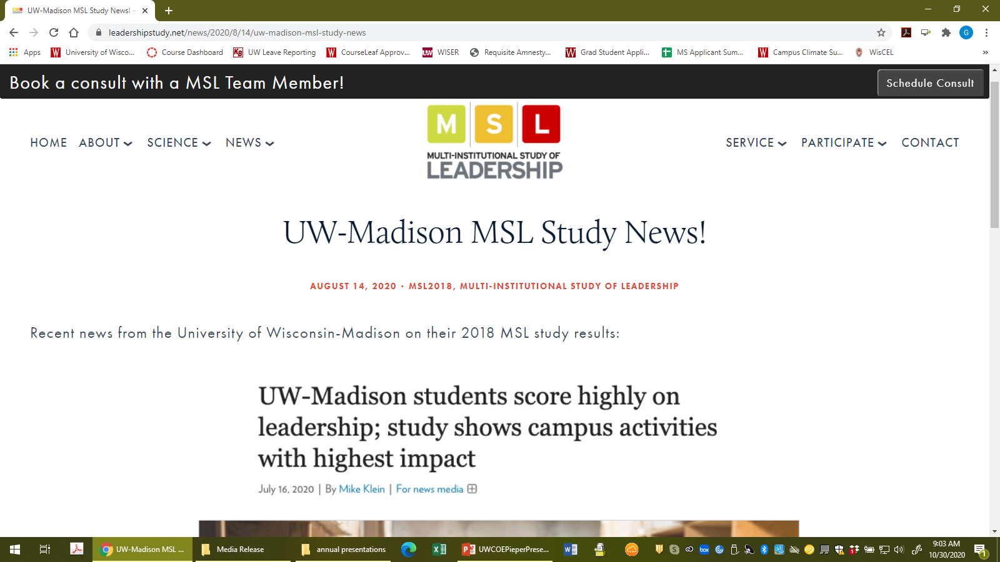 UW-Madison MSL Study News! –
leadershipstudy.net/news/2020/8/14/uw-madison-msl-study-news
G
Apps University of Wisco... Course Dashboard KB UW Leave Reporting CourseLeaf Approv... UW WISER Requisite Amnesty... Grad Student Appli... MS Applicant Sum... Campus Climate Su... WisCEL »
Book a consult with a MSL Team Member! Schedule Consult
M S L
MULTI-INSTITUTIONAL STUDY OF
LEADERSHIP
HOME ABOUT SCIENCE NEWS SERVICE PARTICIPATE CONTACT
UW-Madison MSL Study News!
AUGUST 14, 2020 · MSL2018, MULTI-INSTITUTIONAL STUDY OF LEADERSHIP
Recent news from the University of Wisconsin-Madison on their 2018 MSL study results:
UW-Madison students score highly on
leadership; study shows campus activities
with highest impact
July 16, 2020 | By Mike Klein | For news media
UW-Madison MSL ... Media Release annual presentations UWCOEPieperPrese... box
9:03 AM
10/30/2020
1